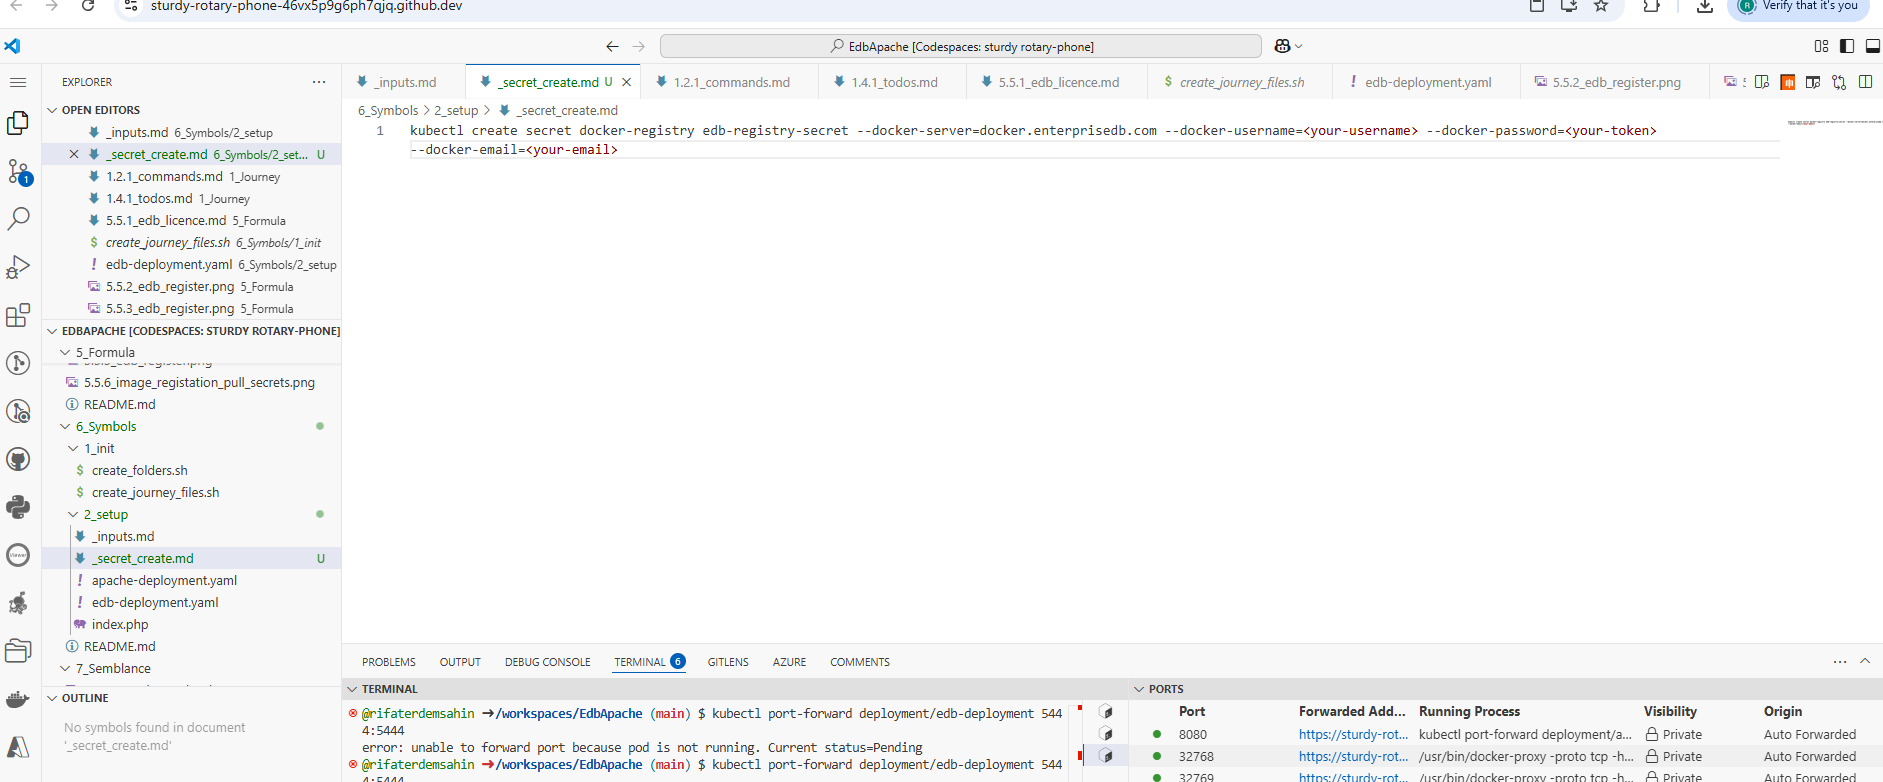 sturdy-rotary-phone-46vx5p9g6ph7qjq.github.dev
R Verify that it's you
EdbApache [Codespaces: sturdy rotary-phone]
EXPLORER
OPEN EDITORS
_inputs.md 6_Symbols/2_setup
_secret_create.md 6_Symbols/2_set... U
1.2.1_commands.md 1_Journey
1.4.1_todos.md 1_Journey
5.5.1_edb_licence.md 5_Formula
create_journey_files.sh 6_Symbols/1_init
edb-deployment.yaml 6_Symbols/2_setup
5.5.2_edb_register.png 5_Formula
5.5.3_edb_register.png 5_Formula
EDBAPACHE [CODESPACES: STURDY ROTARY-PHONE]
5_Formula
5.5.6_image_registation_pull_secrets.png
README.md
6_Symbols
1_init
create_folders.sh
create_journey_files.sh
2_setup
_inputs.md
_secret_create.md U
apache-deployment.yaml
edb-deployment.yaml
index.php
README.md
7_Semblance
OUTLINE
No symbols found in document
'_secret_create.md'
1
_inputs.md
_secret_create.md U
1.2.1_commands.md
1.4.1_todos.md
5.5.1_edb_licence.md
create_journey_files.sh
edb-deployment.yaml
5.5.2_edb_register.png
6_Symbols > 2_setup > _secret_create.md
1 kubectl create secret docker-registry edb-registry-secret --docker-server=docker.enterprisedb.com --docker-username=<your-username> --docker-password=<your-token>
--docker-email=<your-email>
PROBLEMS OUTPUT DEBUG CONSOLE TERMINAL 6 GITLENS AZURE COMMENTS
TERMINAL
@rifaterdemsahin ➜/workspaces/EdbApache (main) $ kubectl port-forward deployment/edb-deployment 544
4:5444
error: unable to forward port because pod is not running. Current status=Pending
@rifaterdemsahin ➜/workspaces/EdbApache (main) $ kubectl port-forward deployment/edb-deployment 544
4:5444
PORTS
Port Forwarded Add... Running Process Visibility Origin
8080 https://sturdy-rot... kubectl port-forward deployment/a... Private Auto Forwarded
32768 https://sturdy-rot... /usr/bin/docker-proxy -proto tcp -h... Private Auto Forwarded
32769 https://sturdy-rot... /usr/bin/docker-proxy -proto tcp -h... Private Auto Forwarded